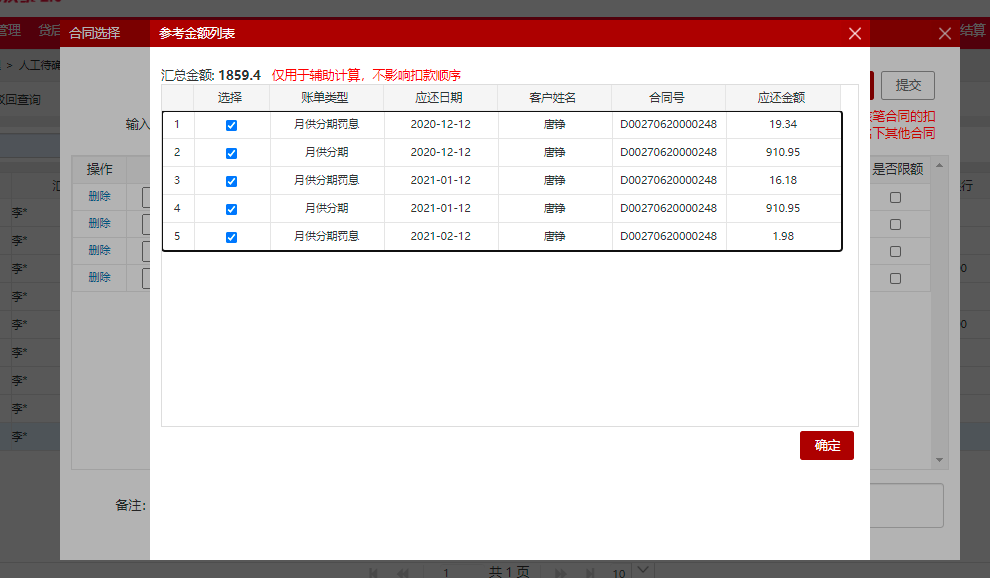 管理 贷后
合同选择
参考金额列表
结算
> 人工待确
驳回查询
汇总金额: 1859.4 仅用于辅助计算，不影响扣款顺序
提交
选择 账单类型 应还日期 客户姓名 合同号 应还金额
笔合同的扣
输入
1 月供分期罚息 2020-12-12 唐铮 D00270620000248 19.34
下其他合同
2 月供分期 2020-12-12 唐铮 D00270620000248 910.95
操作
是否限额
3 月供分期罚息 2021-01-12 唐铮 D00270620000248 16.18
汇
行
删除
4 月供分期 2021-01-12 唐铮 D00270620000248 910.95
李*
删除
5 月供分期罚息 2021-02-12 唐铮 D00270620000248 1.98
李*
删除
李*
0
删除
李*
李*
0
李*
李*
李*
李*
确定
备注:
1 共 1 页 10